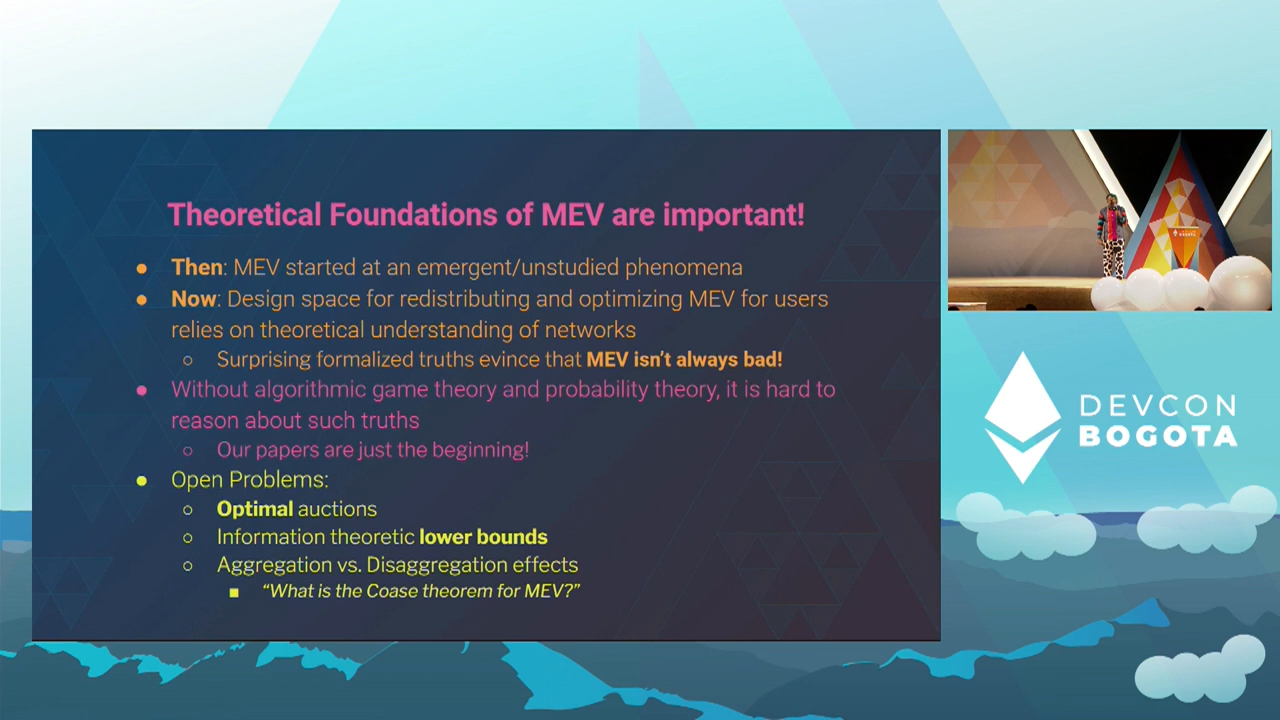 Theoretical Foundations of MEV are important!
● Then: MEV started at an emergent/unstudied phenomena
● Now: Design space for redistributing and optimizing MEV for users
relies on theoretical understanding of networks
○ Surprising formalized truths evince that MEV isn't always bad!
● Without algorithmic game theory and probability theory, it is hard to
reason about such truths
○ Our papers are just the beginning!
● Open Problems:
○ Optimal auctions
○ Information theoretic lower bounds
○ Aggregation vs. Disaggregation effects
■ “What is the Coase theorem for MEV?”
DEVCON
BOGOTA